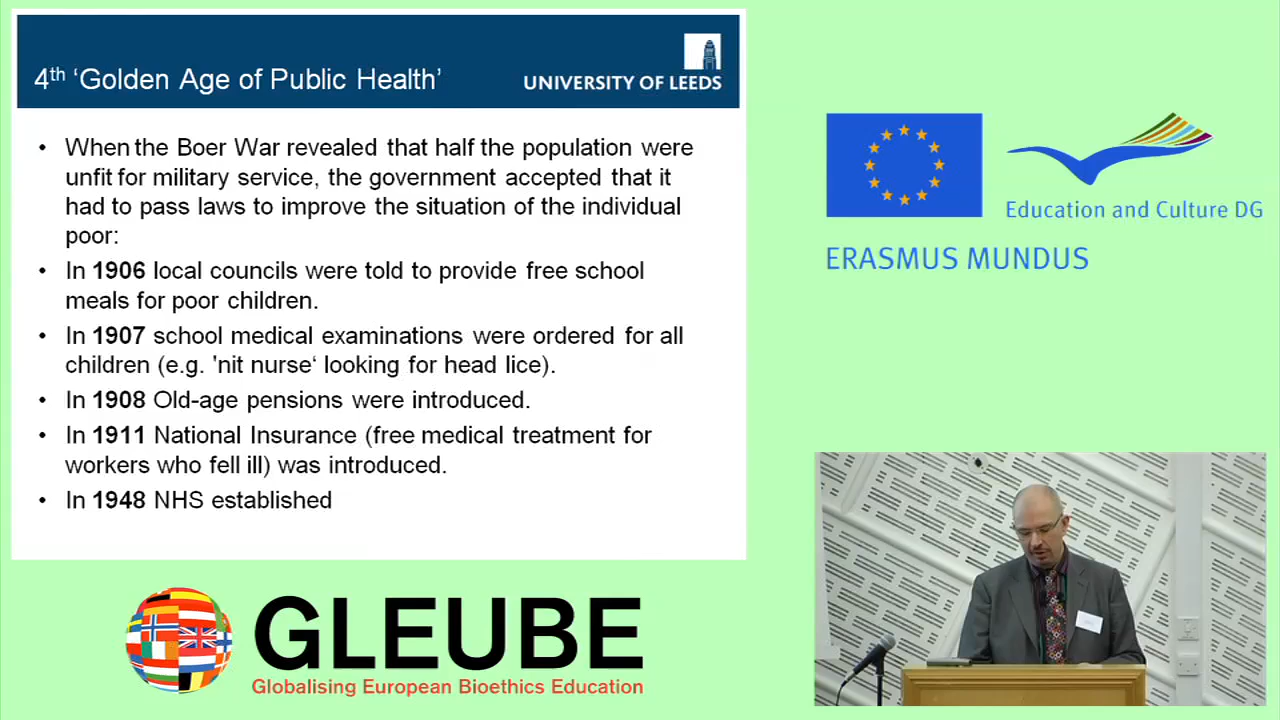 4th ‘Golden Age of Public Health’
UNIVERSITY OF LEEDS
• When the Boer War revealed that half the population were
unfit for military service, the government accepted that it
had to pass laws to improve the situation of the individual
poor:
• In 1906 local councils were told to provide free school
meals for poor children.
• In 1907 school medical examinations were ordered for all
children (e.g. 'nit nurse‘ looking for head lice).
• In 1908 Old-age pensions were introduced.
• In 1911 National Insurance (free medical treatment for
workers who fell ill) was introduced.
• In 1948 NHS established
Education and Culture DG
ERASMUS MUNDUS
GLEUBE
Globalising European Bioethics Education